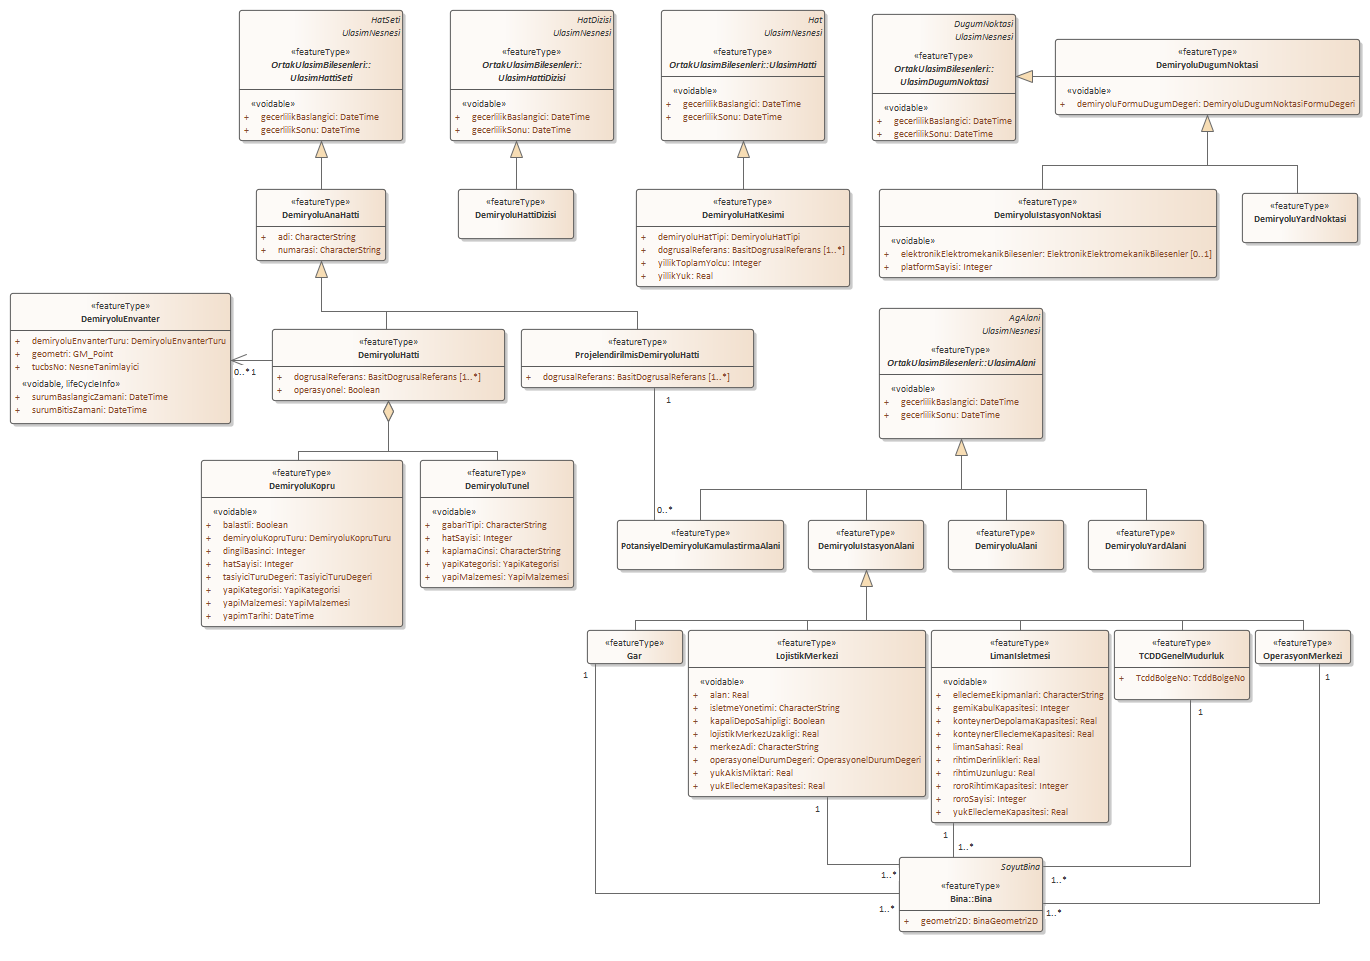 HatSeti
UlasimNesnesi
«featureType»
OrtakUlasimBilesenleri::
UlasimHattiSeti
«voidable»
+ gecerlilikBaslangici: DateTime
+ gecerlilikSonu: DateTime
HatDizisi
UlasimNesnesi
«featureType»
OrtakUlasimBilesenleri::
UlasimHattiDizisi
«voidable»
+ gecerlilikBaslangici: DateTime
+ gecerlilikSonu: DateTime
Hat
UlasimNesnesi
«featureType»
OrtakUlasimBilesenleri::UlasimHatti
«voidable»
+ gecerlilikBaslangici: DateTime
+ gecerlilikSonu: DateTime
DugumNoktasi
UlasimNesnesi
«featureType»
OrtakUlasimBilesenleri::
UlasimDugumNoktasi
«voidable»
+ gecerlilikBaslangici: DateTime
+ gecerlilikSonu: DateTime
«featureType»
DemiryoluDugumNoktasi
«voidable»
+ demiryoluFormuDugumDegeri: DemiryoluDugumNoktasiFormuDegeri
«featureType»
DemiryoluAnaHatti
+ adi: CharacterString
+ numarasi: CharacterString
«featureType»
DemiryoluHattiDizisi
«featureType»
DemiryoluHatKesimi
+ demiryoluHatTipi: DemiryoluHatTipi
+ dogrusalReferans: BasitDogrusalReferans [1..*]
+ yillikToplamYolcu: Integer
+ yillikYuk: Real
«featureType»
DemiryoluIstasyonNoktasi
«voidable»
+ elektronikElektromekanikBilesenler: ElektronikElektromekanikBilesenler [0..1]
+ platformSayisi: Integer
«featureType»
DemiryoluYardNoktasi
«featureType»
DemiryoluEnvanter
+ demiryoluEnvanterTuru: DemiryoluEnvanterTuru
+ geometri: GM_Point
+ tucbsNo: NesneTanimlayici
«voidable, lifeCycleInfo»
+ surumBaslangicZamani: DateTime
+ surumBitisZamani: DateTime
0..* 1
«featureType»
DemiryoluHatti
+ dogrusalReferans: BasitDogrusalReferans [1..*]
+ operasyonel: Boolean
«featureType»
ProjelendirilmisDemiryoluHatti
+ dogrusalReferans: BasitDogrusalReferans [1..*]
1
0..*
AgAlani
UlasimNesnesi
«featureType»
OrtakUlasimBilesenleri::UlasimAlani
«voidable»
+ gecerlilikBaslangici: DateTime
+ gecerlilikSonu: DateTime
«featureType»
DemiryoluKopru
«voidable»
+ balastli: Boolean
+ demiryoluKopruTuru: DemiryoluKopruTuru
+ dingilBasinci: Integer
+ hatSayisi: Integer
+ tasiyiciTuruDegeri: TasiyiciTuruDegeri
+ yapiKategorisi: YapiKategorisi
+ yapiMalzemesi: YapiMalzemesi
+ yapimTarihi: DateTime
«featureType»
DemiryoluTunel
«voidable»
+ gabariTipi: CharacterString
+ hatSayisi: Integer
+ kaplamaCinsi: CharacterString
+ yapiKategorisi: YapiKategorisi
+ yapiMalzemesi: YapiMalzemesi
«featureType»
PotansiyelDemiryoluKamulastirmaAlani
«featureType»
DemiryoluIstasyonAlani
«featureType»
DemiryoluAlani
«featureType»
DemiryoluYardAlani
«featureType»
Gar
1
«featureType»
LojistikMerkezi
«voidable»
+ alan: Real
+ isletmeYonetimi: CharacterString
+ kapaliDepoSahipligi: Boolean
+ lojistikMerkezUzakligi: Real
+ merkezAdi: CharacterString
+ operasyonelDurumDegeri: OperasyonelDurumDegeri
+ yukAkisMiktari: Real
+ yukElleclemeKapasitesi: Real
1
«featureType»
LimanIsletmesi
«voidable»
+ elleclemeEkipmanlari: CharacterString
+ gemiKabulKapasitesi: Integer
+ konteynerDepolamaKapasitesi: Real
+ konteynerElleclemeKapasitesi: Real
+ limanSahasi: Real
+ rihtimDerinlikleri: Real
+ rihtimUzunlugu: Real
+ roroRihtimKapasitesi: Integer
+ roroSayisi: Integer
+ yukElleclemeKapasitesi: Real
1
1..*
«featureType»
TCDDGenelMudurluk
+ TcddBolgeNo: TcddBolgeNo
1
«featureType»
OperasyonMerkezi
1
1..*
1..*
1..*
1..*
SoyutBina
«featureType»
Bina::Bina
+ geometri2D: BinaGeometri2D